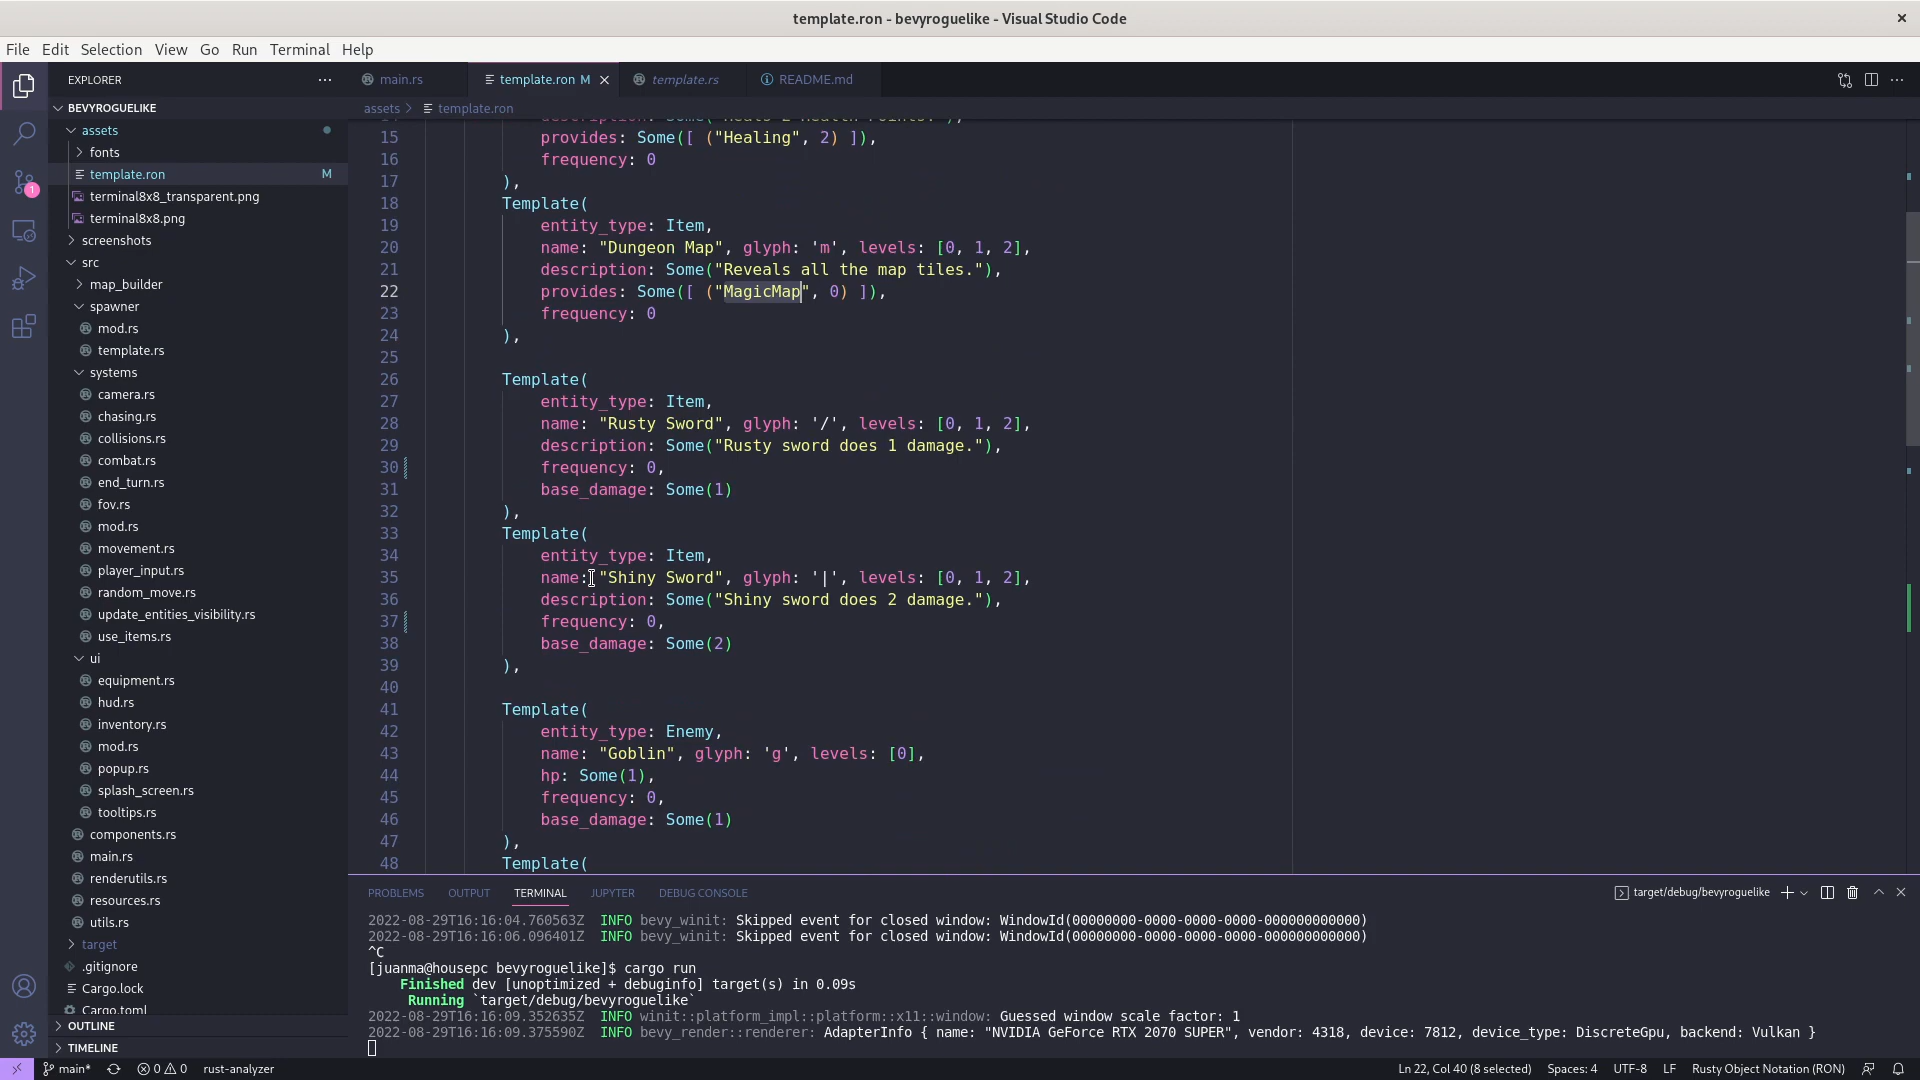 template.ron - bevyroguelike - Visual Studio Code
File Edit Selection View Go Run Terminal Help
EXPLORER
BEVYROGUELIKE
assets
fonts
template.ron M
terminal8x8_transparent.png
terminal8x8.png
screenshots
src
map_builder
spawner
mod.rs
template.rs
systems
camera.rs
chasing.rs
collisions.rs
combat.rs
end_turn.rs
fov.rs
mod.rs
movement.rs
player_input.rs
random_move.rs
update_entities_visibility.rs
use_items.rs
ui
equipment.rs
hud.rs
inventory.rs
mod.rs
popup.rs
splash_screen.rs
tooltips.rs
components.rs
main.rs
renderutils.rs
resources.rs
utils.rs
target
.gitignore
Cargo.lock
Cargo.toml
OUTLINE
TIMELINE
1
main.rs template.ron M template.rs README.md
assets > template.ron
14 description: Some("Heals 2 Health Points."),
15 provides: Some([ ("Healing", 2) ]),
16 frequency: 0
17 ),
18 Template(
19 entity_type: Item,
20 name: "Dungeon Map", glyph: 'm', levels: [0, 1, 2],
21 description: Some("Reveals all the map tiles."),
22 provides: Some([ ("MagicMap", 0) ]),
23 frequency: 0
24 ),
25
26 Template(
27 entity_type: Item,
28 name: "Rusty Sword", glyph: '/', levels: [0, 1, 2],
29 description: Some("Rusty sword does 1 damage."),
30 frequency: 0,
31 base_damage: Some(1)
32 ),
33 Template(
34 entity_type: Item,
35 name: "Shiny Sword", glyph: '|', levels: [0, 1, 2],
36 description: Some("Shiny sword does 2 damage."),
37 frequency: 0,
38 base_damage: Some(2)
39 ),
40
41 Template(
42 entity_type: Enemy,
43 name: "Goblin", glyph: 'g', levels: [0],
44 hp: Some(1),
45 frequency: 0,
46 base_damage: Some(1)
47 ),
48 Template(
PROBLEMS OUTPUT TERMINAL JUPYTER DEBUG CONSOLE target/debug/bevyroguelike
2022-08-29T16:16:04.760563Z INFO bevy_winit: Skipped event for closed window: WindowId(00000000-0000-0000-0000-000000000000)
2022-08-29T16:16:06.096401Z INFO bevy_winit: Skipped event for closed window: WindowId(00000000-0000-0000-0000-000000000000)
^C
[juanma@housepc bevyroguelike]$ cargo run
Finished dev [unoptimized + debuginfo] target(s) in 0.09s
Running `target/debug/bevyroguelike`
2022-08-29T16:16:09.352635Z INFO winit::platform_impl::platform::x11::window: Guessed window scale factor: 1
2022-08-29T16:16:09.375590Z INFO bevy_render::renderer: AdapterInfo { name: "NVIDIA GeForce RTX 2070 SUPER", vendor: 4318, device: 7812, device_type: DiscreteGpu, backend: Vulkan }
main* 0 0 rust-analyzer Ln 22, Col 40 (8 selected) Spaces: 4 UTF-8 LF Rusty Object Notation (RON)